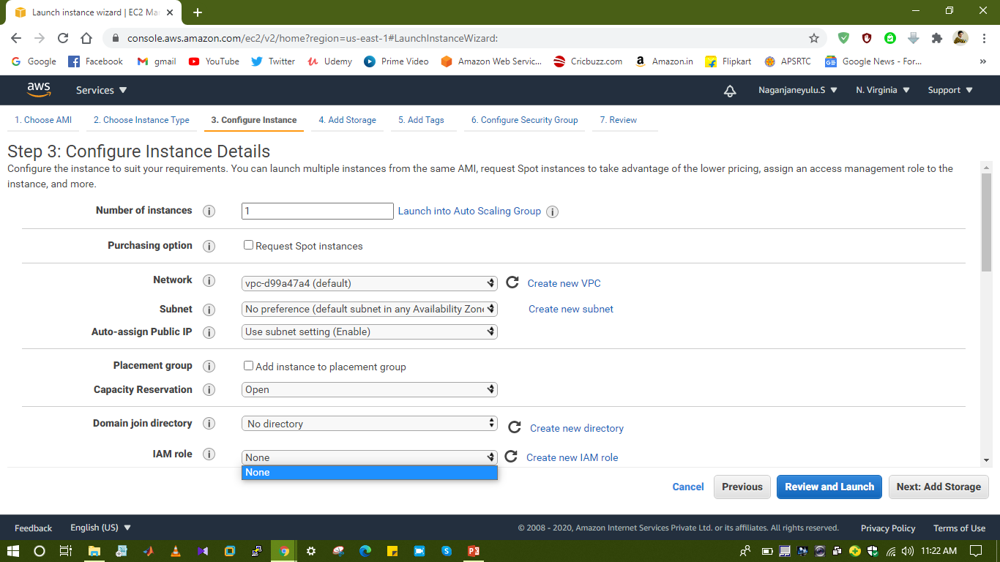 Launch instance wizard | EC2 Ma
console.aws.amazon.com/ec2/v2/home?region=us-east-1#LaunchInstanceWizard:
Google Facebook gmail YouTube Twitter Udemy Prime Video Amazon Web Servic... Cricbuzz.com Amazon.in Flipkart APSRTC Google News - For... »
aws Services Naganjaneyulu.S N. Virginia Support
1. Choose AMI 2. Choose Instance Type 3. Configure Instance 4. Add Storage 5. Add Tags 6. Configure Security Group 7. Review
Step 3: Configure Instance Details
Configure the instance to suit your requirements. You can launch multiple instances from the same AMI, request Spot instances to take advantage of the lower pricing, assign an access management role to the
instance, and more.
Number of instances 1 Launch into Auto Scaling Group
Purchasing option Request Spot instances
Network vpc-d99a47a4 (default) Create new VPC
Subnet No preference (default subnet in any Availability Zone Create new subnet
Auto-assign Public IP Use subnet setting (Enable)
Placement group Add instance to placement group
Capacity Reservation Open
Domain join directory No directory Create new directory
IAM role None Create new IAM role
None
Cancel Previous Review and Launch Next: Add Storage
Feedback English (US) © 2008 - 2020, Amazon Internet Services Private Ltd. or its affiliates. All rights reserved. Privacy Policy Terms of Use
11:22 AM